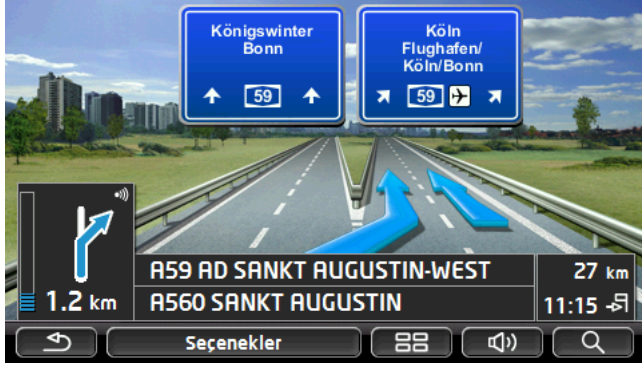 Königswinter
Bonn
59
Köln
Flughafen/
Köln/Bonn
59
A59 AD SANKT AUGUSTIN-WEST
27 km
1.2 km
A560 SANKT AUGUSTIN
11:15
Seçenekler